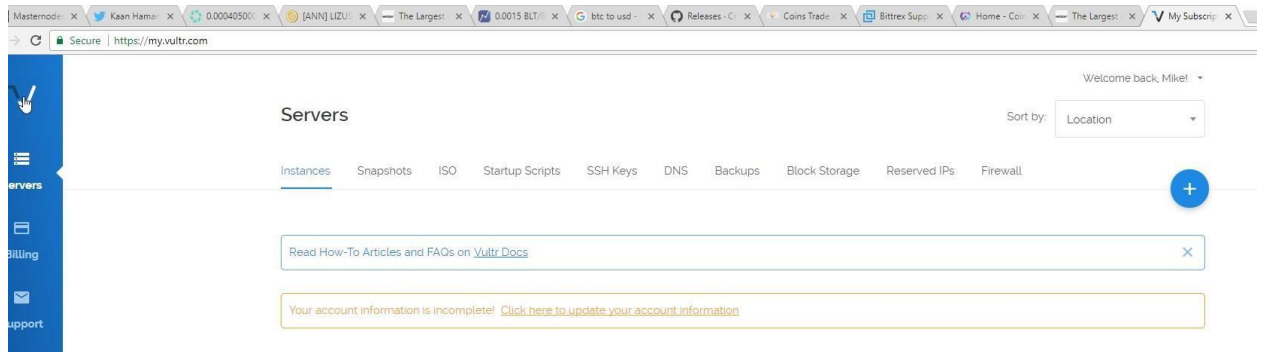 Masternode: Kaan Hamar 0.00040500 [ANN] LIZUS The Largest 0.0015 BLT/E btc to usd - Releases · Cr Coins Trade Bittrex Supp Home - Coin The Largest My Subscrip
Secure | https://my.vultr.com
Welcome back, Mike!
Servers
Sort by: Location
Instances Snapshots ISO Startup Scripts SSH Keys DNS Backups Block Storage Reserved IPs Firewall
ervers
Read How-To Articles and FAQs on Vultr Docs
Billing
Your account information is incomplete! Click here to update your account information
upport